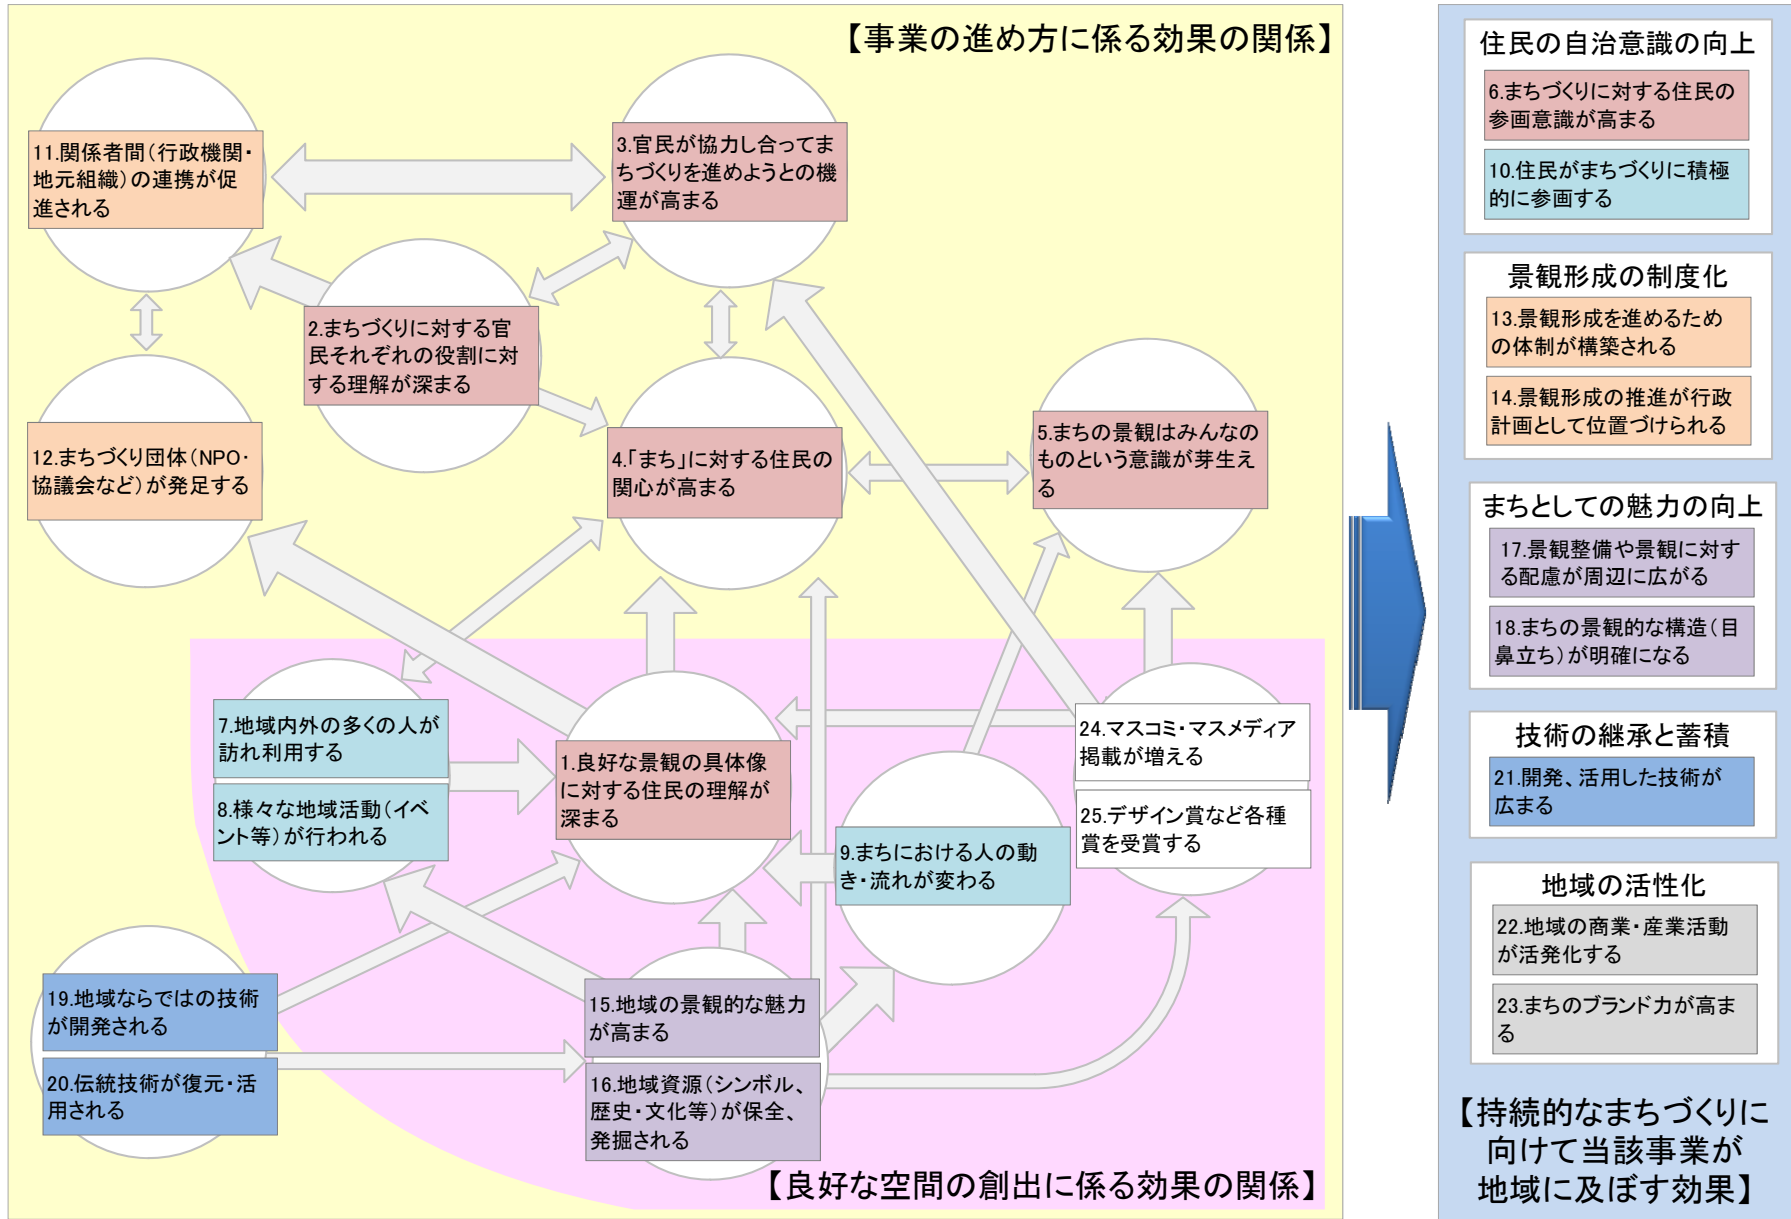 【事業の進め方に係る効果の関係】
11.関係者間（行政機関・
地元組織）の連携が促
進される
3.官民が協力し合ってま
ちづくりを進めようとの機
運が高まる
2.まちづくりに対する官
民それぞれの役割に対
する理解が深まる
12.まちづくり団体（NPO・
協議会など）が発足する
4.「まち」に対する住民の
関心が高まる
5.まちの景観はみんなの
ものという意識が芽生え
る
7.地域内外の多くの人が
訪れ利用する
8.様々な地域活動（イベ
ント等）が行われる
1.良好な景観の具体像
に対する住民の理解が
深まる
24.マスコミ・マスメディア
掲載が増える
25.デザイン賞など各種
賞を受賞する
9.まちにおける人の動
き・流れが変わる
19.地域ならではの技術
が開発される
20.伝統技術が復元・活
用される
15.地域の景観的な魅力
が高まる
16.地域資源（シンボル、
歴史・文化等）が保全、
発掘される
【良好な空間の創出に係る効果の関係】
住民の自治意識の向上
6.まちづくりに対する住民の
参画意識が高まる
10.住民がまちづくりに積極
的に参画する
景観形成の制度化
13.景観形成を進めるため
の体制が構築される
14.景観形成の推進が行政
計画として位置づけられる
まちとしての魅力の向上
17.景観整備や景観に対す
る配慮が周辺に広がる
18.まちの景観的な構造（目
鼻立ち）が明確になる
技術の継承と蓄積
21.開発、活用した技術が
広まる
地域の活性化
22.地域の商業・産業活動
が活発化する
23.まちのブランド力が高ま
る
【持続的なまちづくりに
向けて当該事業が
地域に及ぼす効果】